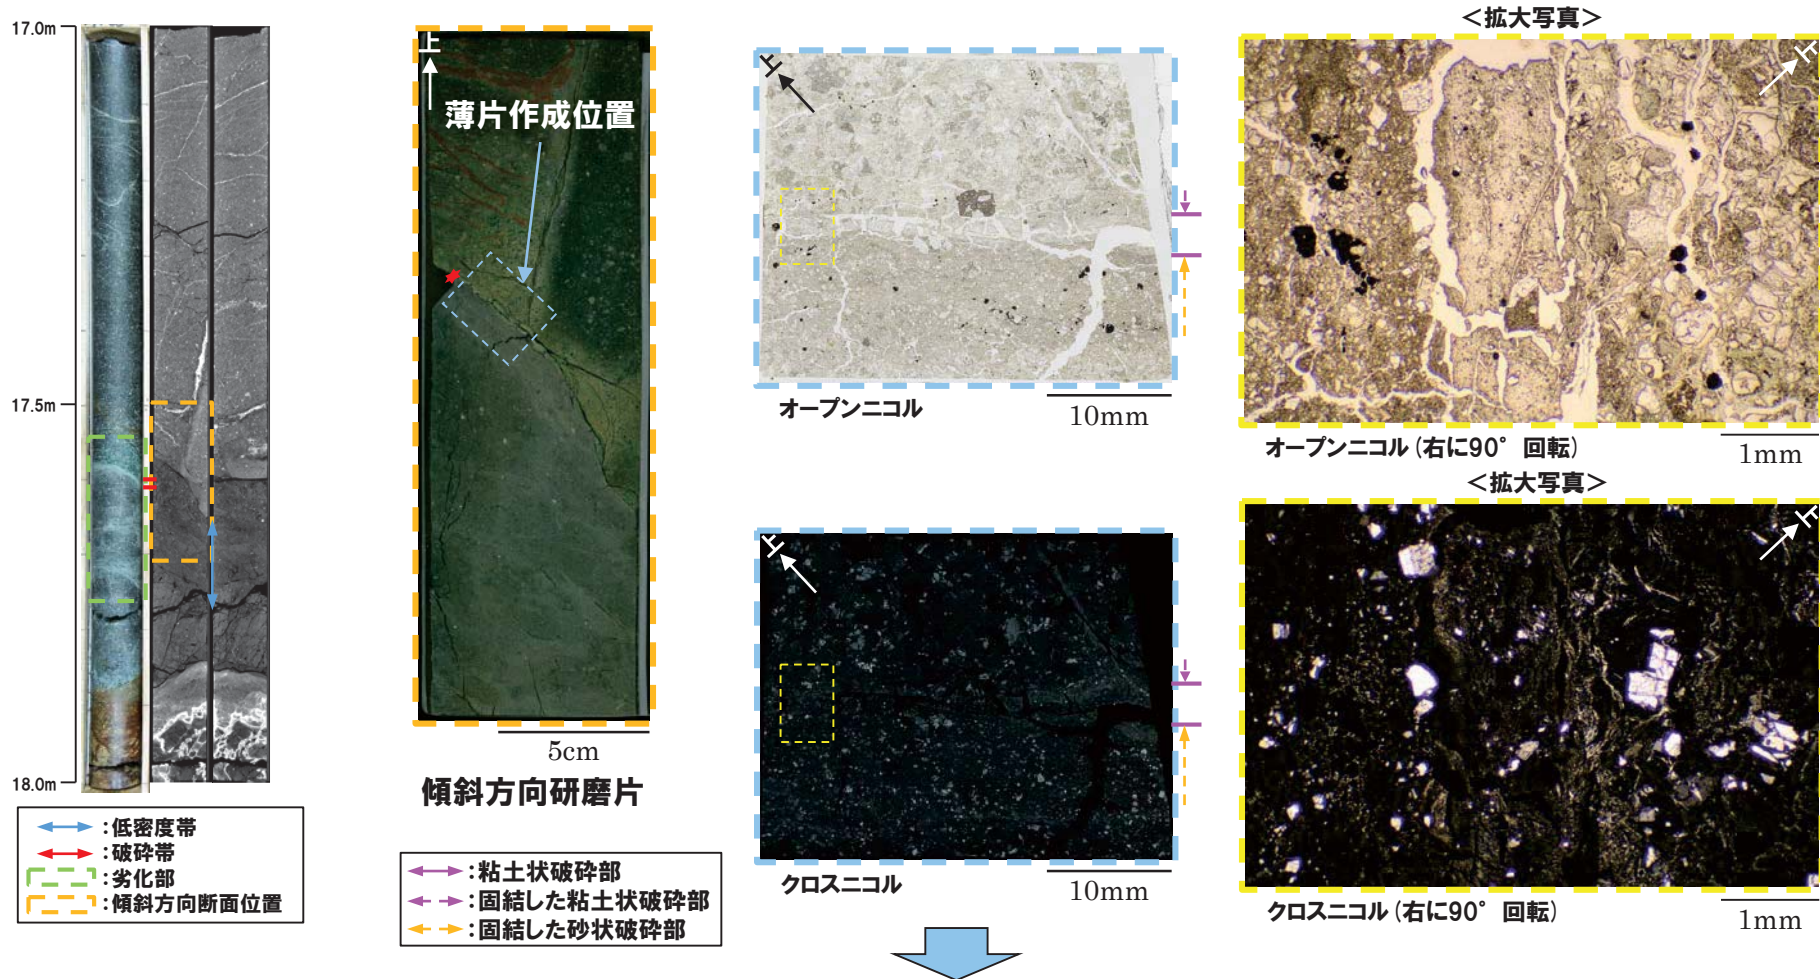 17.0m
17.5m
18.0m
:低密度帯
:破砕帯
:劣化部
:傾斜方向断面位置
上
薄片作成位置
5cm
傾斜方向研磨片
:粘土状破砕部
:固結した粘土状破砕部
:固結した砂状破砕部
上
オープンニコル
10mm
上
クロスニコル
10mm
<拡大写真>
上
オープンニコル(右に90°回転)
1mm
<拡大写真>
上
クロスニコル(右に90°回転)
1mm